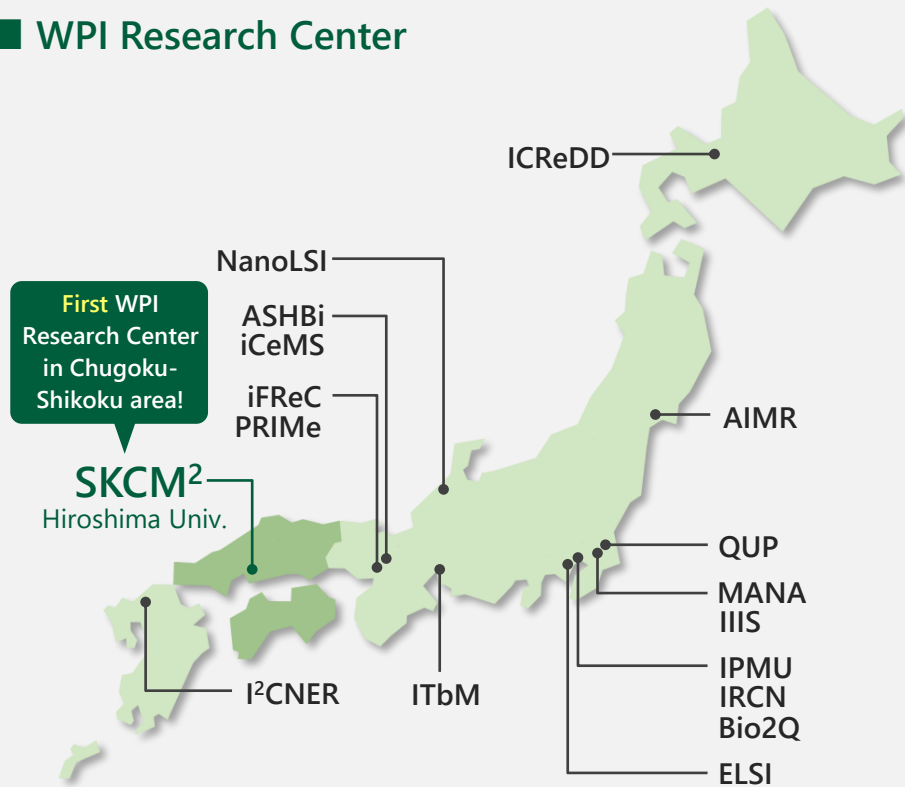 WPI Research Center
ICReDD
NanoLSI
First WPI
Research Center
in Chugoku-
Shikoku area!
ASHBi
iCeMS
iFReC
PRIMe
AIMR
SKCM²
Hiroshima Univ.
QUP
MANA
IIIS
I²CNER
ITbM
IPMU
IRCN
Bio2Q
ELSI